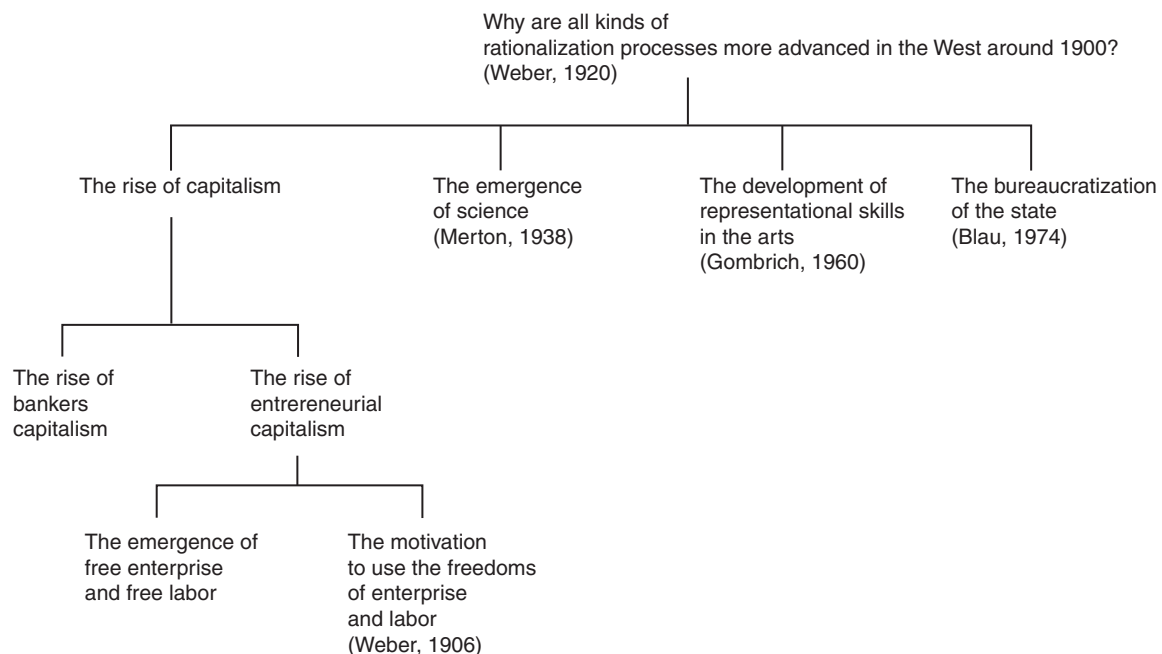 Why are all kinds of
rationalization processes more advanced in the West around 1900?
(Weber, 1920)
The rise of capitalism
The emergence
of science
(Merton, 1938)
The development of
representational skills
in the arts
(Gombrich, 1960)
The bureaucratization
of the state
(Blau, 1974)
The rise of
bankers
capitalism
The rise of
entrereneurial
capitalism
The emergence of
free enterprise
and free labor
The motivation
to use the freedoms
of enterprise
and labor
(Weber, 1906)